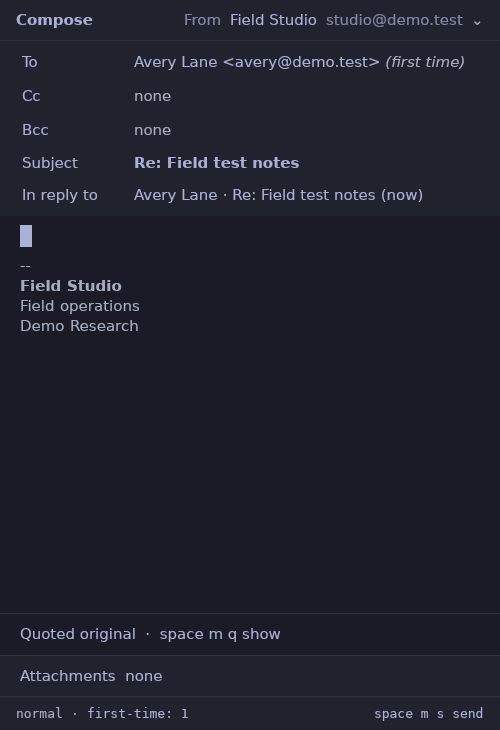 Compose From Field Studio studio@demo.test
To Avery Lane <avery@demo.test> (first time)
Cc none
Bcc none
Subject Re: Field test notes
In reply to Avery Lane · Re: Field test notes (now)
--
Field Studio
Field operations
Demo Research
Quoted original · space m q show
Attachments none
normal · first-time: 1 space m s send